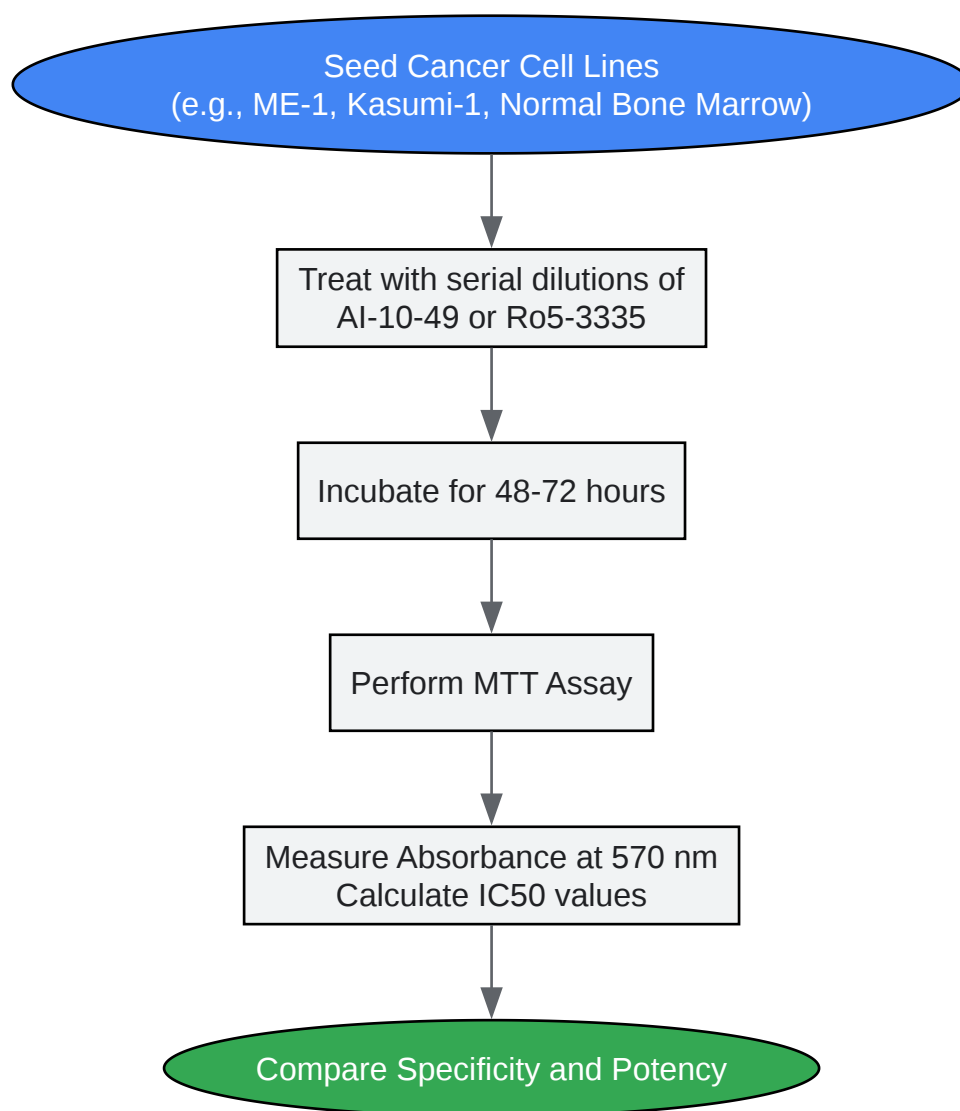 Seed Cancer Cell Lines
(e.g., ME-1, Kasumi-1, Normal Bone Marrow)
Treat with serial dilutions of
AI-10-49 or Ro5-3335
Incubate for 48-72 hours
Perform MTT Assay
Measure Absorbance at 570 nm
Calculate IC50 values
Compare Specificity and Potency